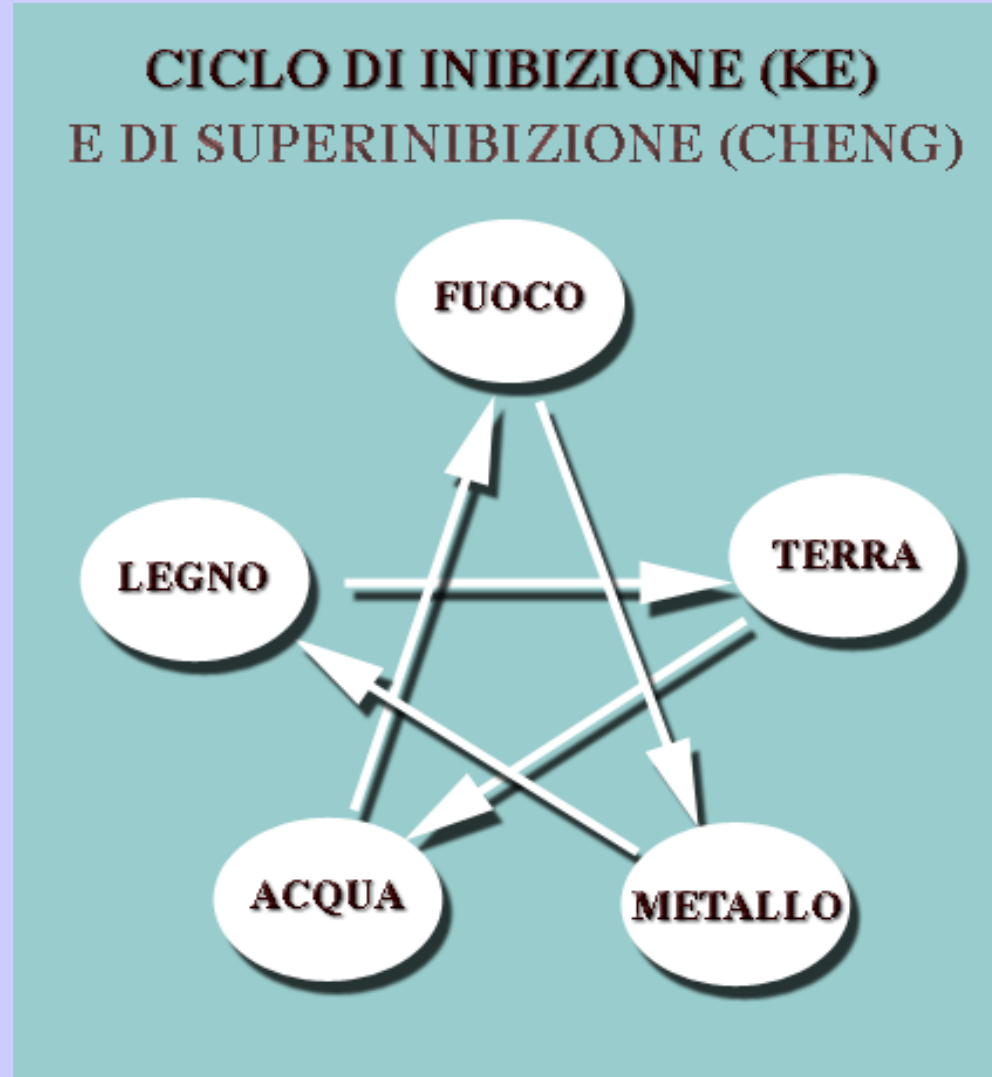 CICLO DI INIBIZIONE (KE)
E DI SUPERINIBIZIONE (CHENG)
FUOCO
LEGNO
TERRA
ACQUA
METALLO